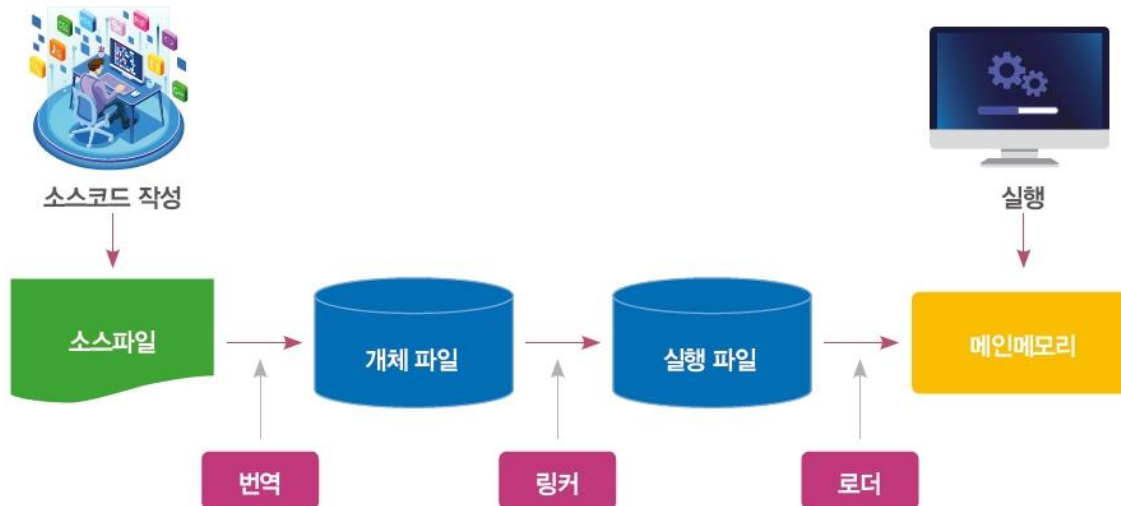 소스코드 작성
실행
소스파일
개체 파일
실행 파일
메인메모리
번역
링커
로더